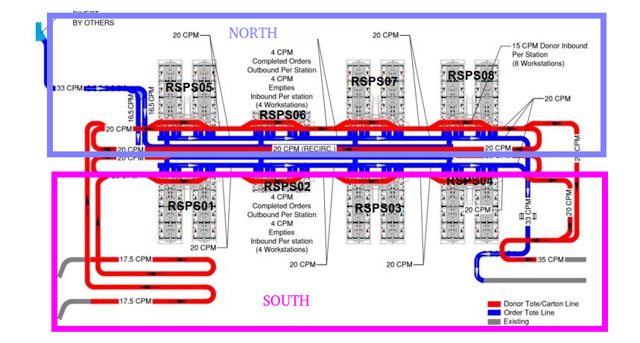 DIVERT
BY OTHERS
NORTH
20 CPM
20 CPM
4 CPM
Completed Orders
Outbound Per Station
4 CPM
Empties
Inbound Per station
(4 Workstations)
15 CPM Donor Inbound
Per Station
(8 Workstations)
RSPS05
RSPS06
RSPS07
RSPS08
33 CPM
16.5 CPM
16.5 CPM
20 CPM
20 CPM
20 CPM
20 CPM (RECIRC.)
20 CPM
20 CPM
RSPS01
RSPS02
RSPS03
RSPS04
4 CPM
Completed Orders
Outbound Per Station
4 CPM
Empties
Inbound Per Station
(4 Workstations)
20 CPM
33 CPM
20 CPM
20 CPM
20 CPM
20 CPM
17.5 CPM
35 CPM
17.5 CPM
SOUTH
Donor Tote/Carton Line
Order Tote Line
Existing